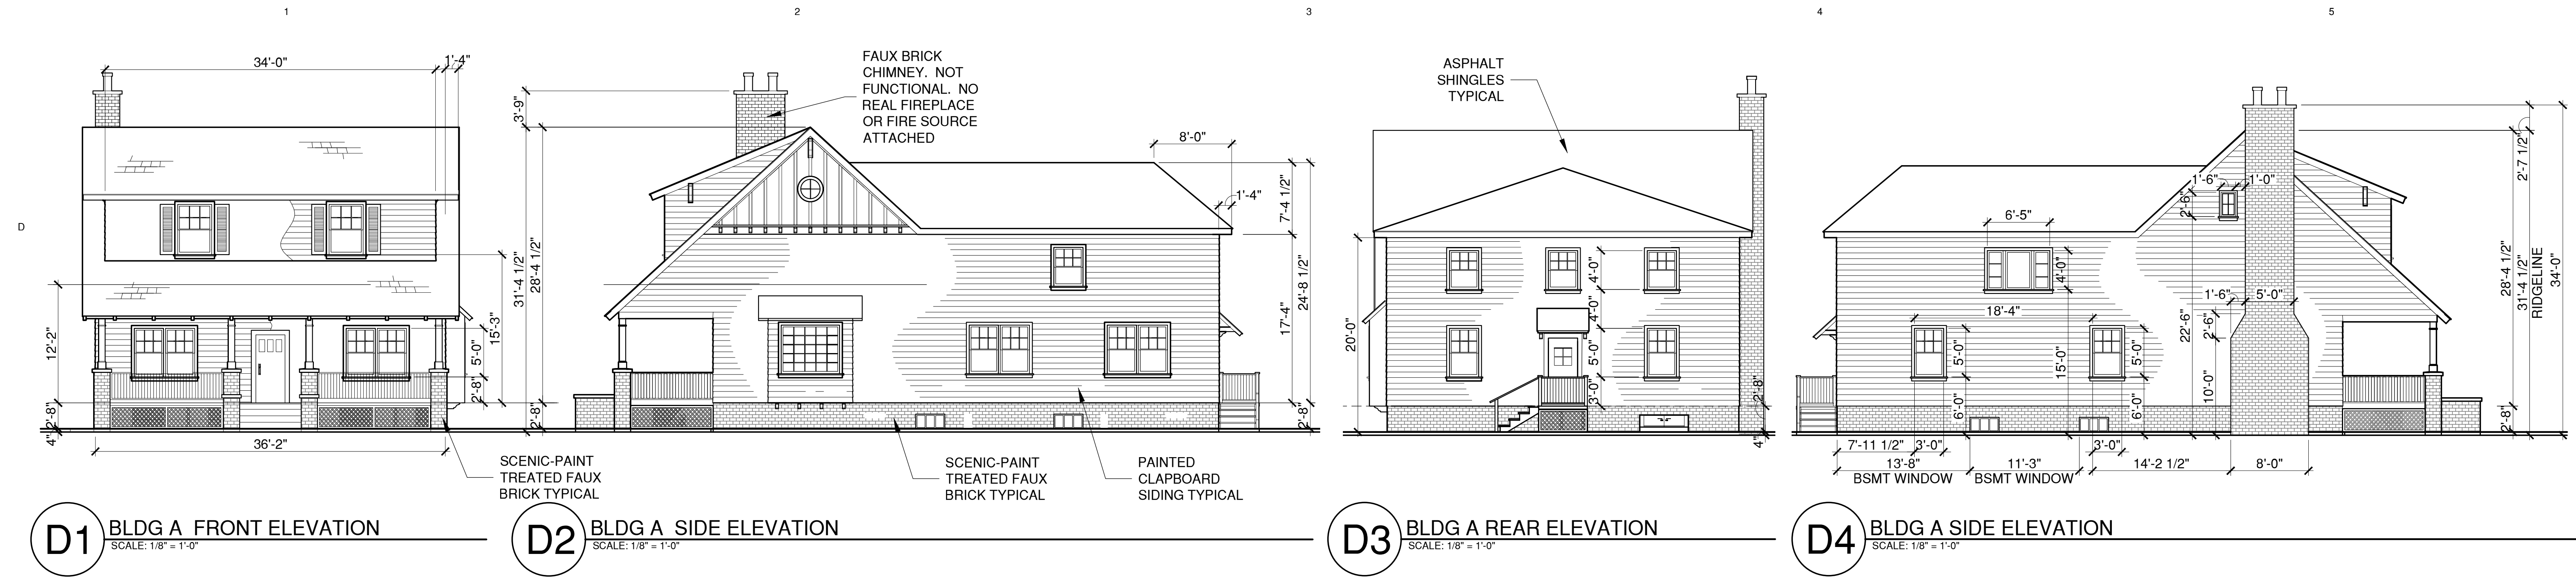 1
2
3
4
5
D
34'-0"
1'-4"
12'-2"
2'-8"
4"
36'-2"
5'-0"
2'-8"
15'-3"
SCENIC-PAINT
TREATED FAUX
BRICK TYPICAL
D1
BLDG A FRONT ELEVATION
SCALE: 1/8" = 1'-0"
3'-9"
31'-4 1/2"
28'-4 1/2"
2'-8"
FAUX BRICK
CHIMNEY. NOT
FUNCTIONAL. NO
REAL FIREPLACE
OR FIRE SOURCE
ATTACHED
8'-0"
1'-4"
7'-4 1/2"
17'-4"
24'-8 1/2"
2'-8"
SCENIC-PAINT
TREATED FAUX
BRICK TYPICAL
PAINTED
CLAPBOARD
SIDING TYPICAL
D2
BLDG A SIDE ELEVATION
SCALE: 1/8" = 1'-0"
ASPHALT
SHINGLES
TYPICAL
20'-0"
4'-0"
4'-0"
5'-0"
3'-0"
2'-8"
4"
D3
BLDG A REAR ELEVATION
SCALE: 1/8" = 1'-0"
1'-6"
1'-0"
2'-6"
6'-5"
4'-0"
1'-6"
5'-0"
18'-4"
22'-6"
2'-6"
5'-0"
15'-0"
5'-0"
10'-0"
6'-0"
6'-0"
2'-7 1/2"
28'-4 1/2"
31'-4 1/2"
RIDGELINE
34'-0"
2'-8"
7'-11 1/2"
3'-0"
3'-0"
13'-8"
11'-3"
14'-2 1/2"
8'-0"
BSMT WINDOW
BSMT WINDOW
D4
BLDG A SIDE ELEVATION
SCALE: 1/8" = 1'-0"